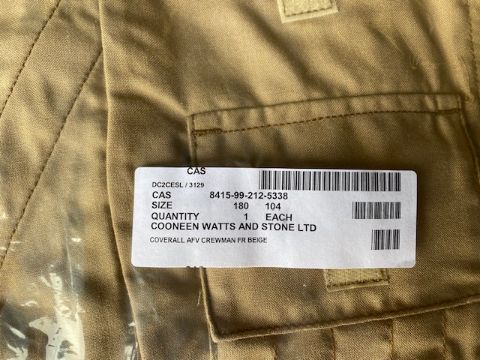 CAS
DC2CESL / 3129
CAS 8415-99-212-5338
SIZE 180 104
QUANTITY 1 EACH
COONEEN WATTS AND STONE LTD
COVERALL AFV CREWMAN FR BEIGE